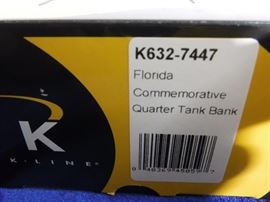 K632-7447
Florida
Commemorative
Quarter Tank Bank
K
K-LINE